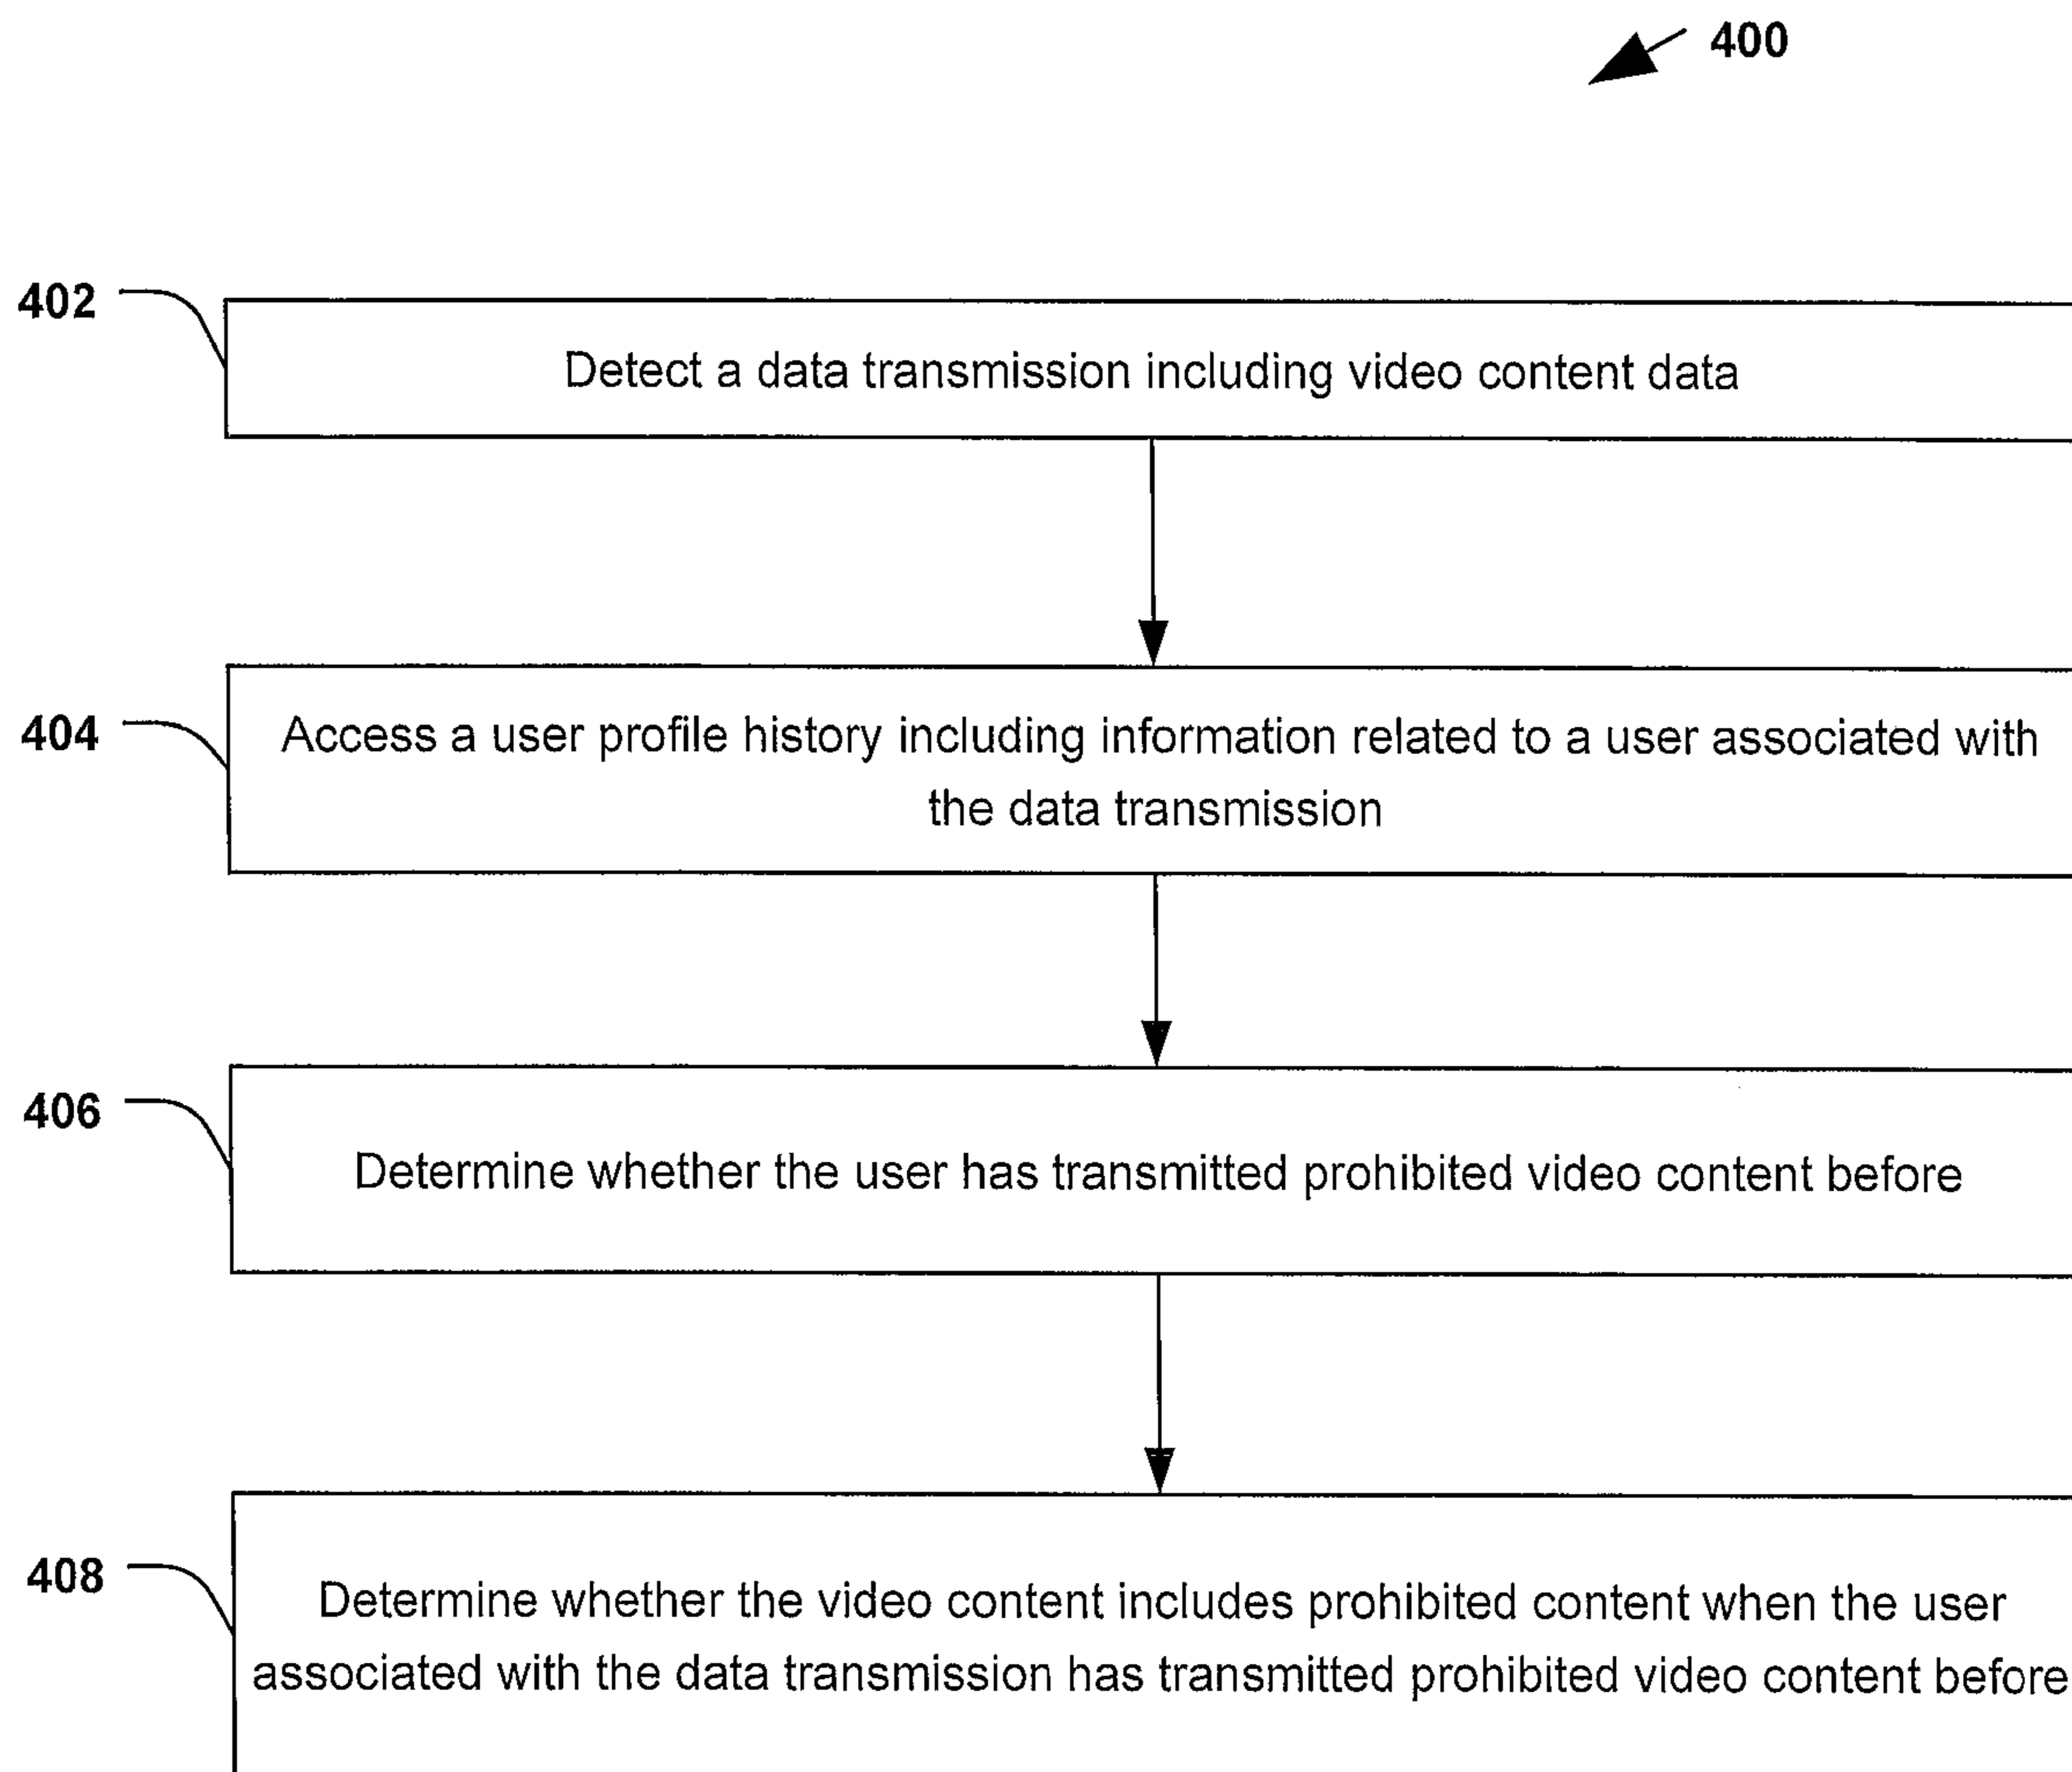 400
402
Detect a data transmission including video content data
404
Access a user profile history including information related to a user associated with
the data transmission
406
Determine whether the user has transmitted prohibited video content before
408
Determine whether the video content includes prohibited content when the user
associated with the data transmission has transmitted prohibited video content before